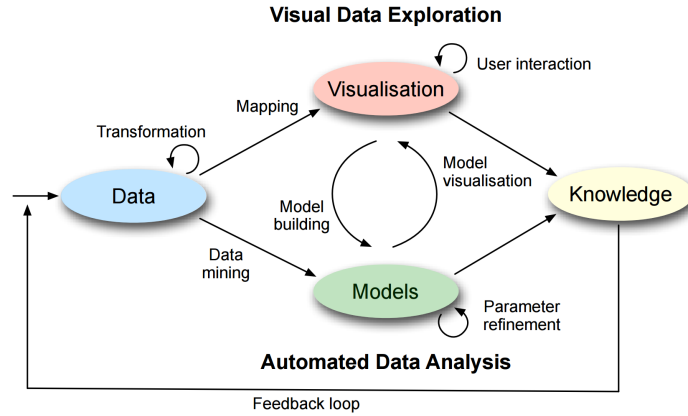 Visual Data Exploration
User interaction
Visualisation
Mapping
Transformation
Model
visualisation
Data
Knowledge
Model
building
Data
mining
Models
Parameter
refinement
Automated Data Analysis
Feedback loop